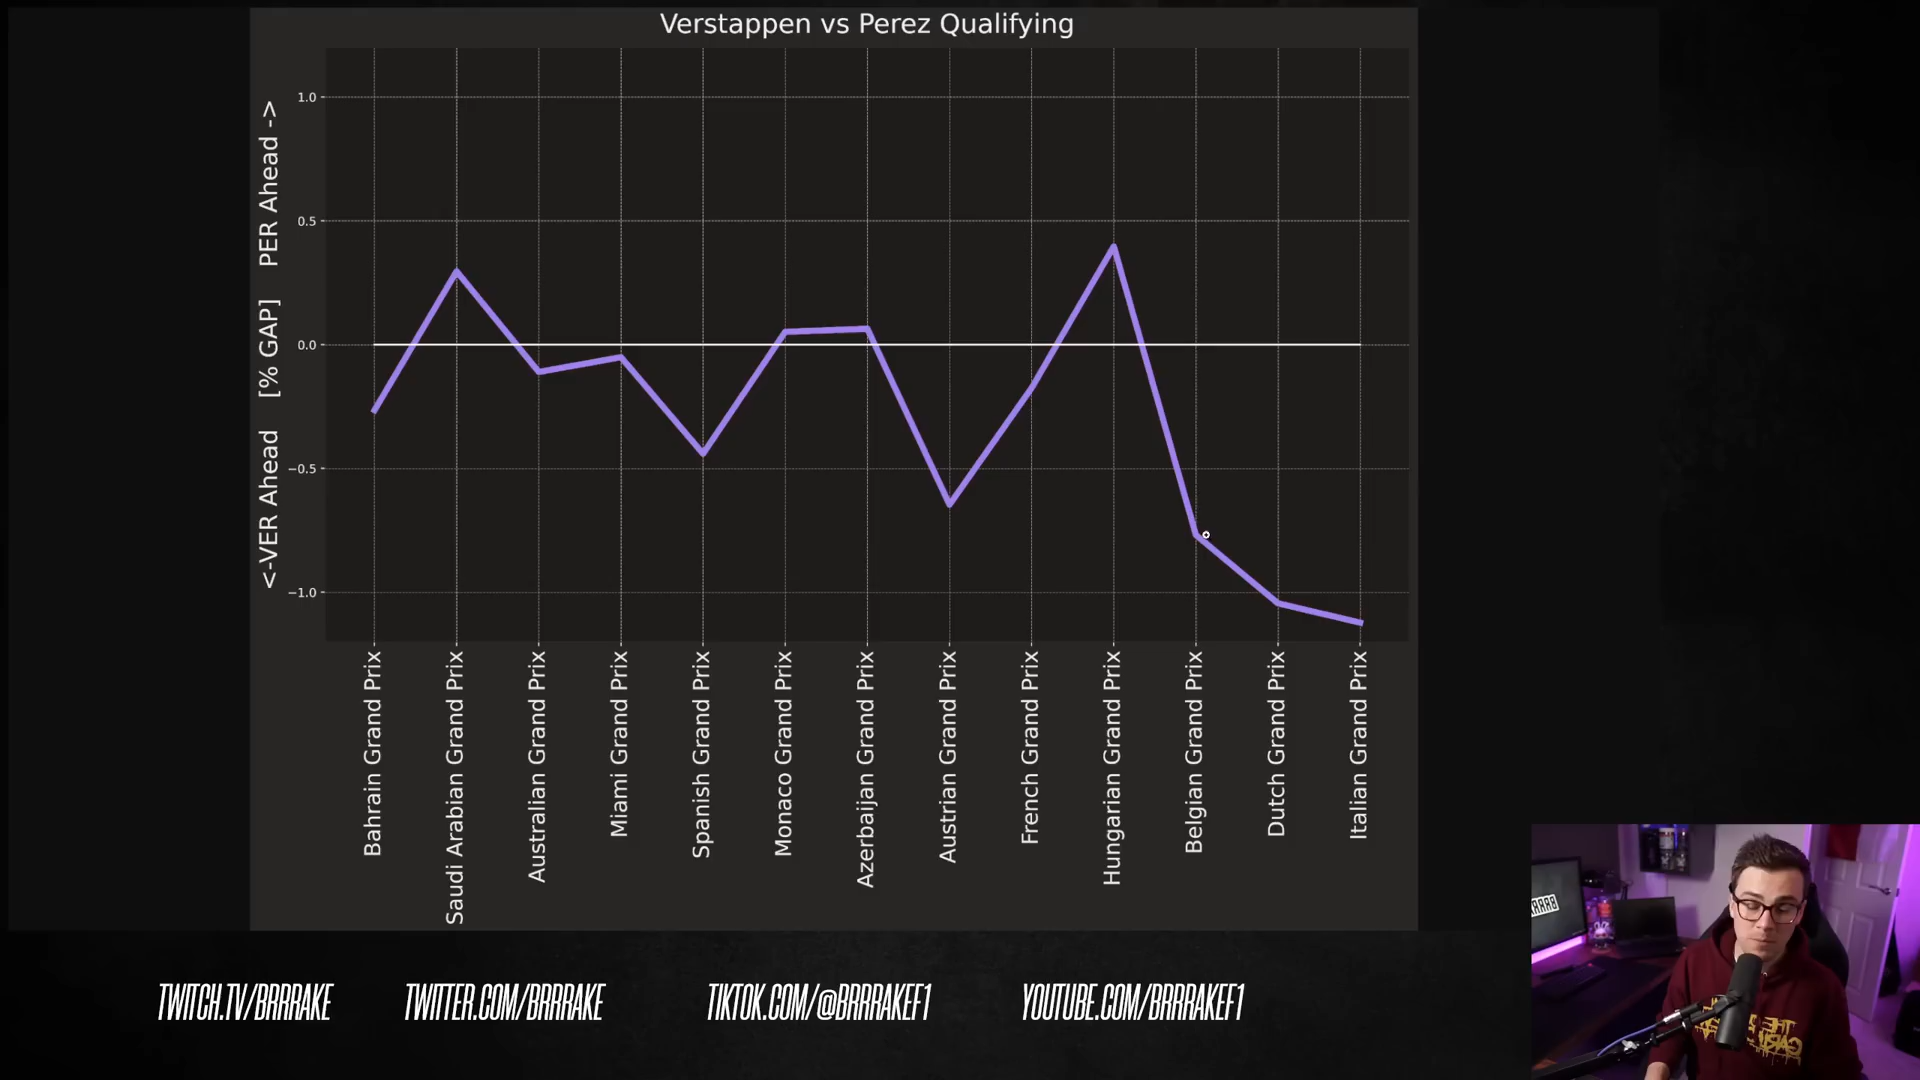 Verstappen vs Perez Qualifying
<-VER Ahead [% GAP] PER Ahead ->
1.0
0.5
0.0
−0.5
−1.0
Bahrain Grand Prix
Saudi Arabian Grand Prix
Australian Grand Prix
Miami Grand Prix
Spanish Grand Prix
Monaco Grand Prix
Azerbaijan Grand Prix
Austrian Grand Prix
French Grand Prix
Hungarian Grand Prix
Belgian Grand Prix
Dutch Grand Prix
Italian Grand Prix
TWITCH.TV/BRRRAKE
TWITTER.COM/BRRRAKE
TIKTOK.COM/@BRRRAKEF1
YOUTUBE.COM/BRRRAKEF1